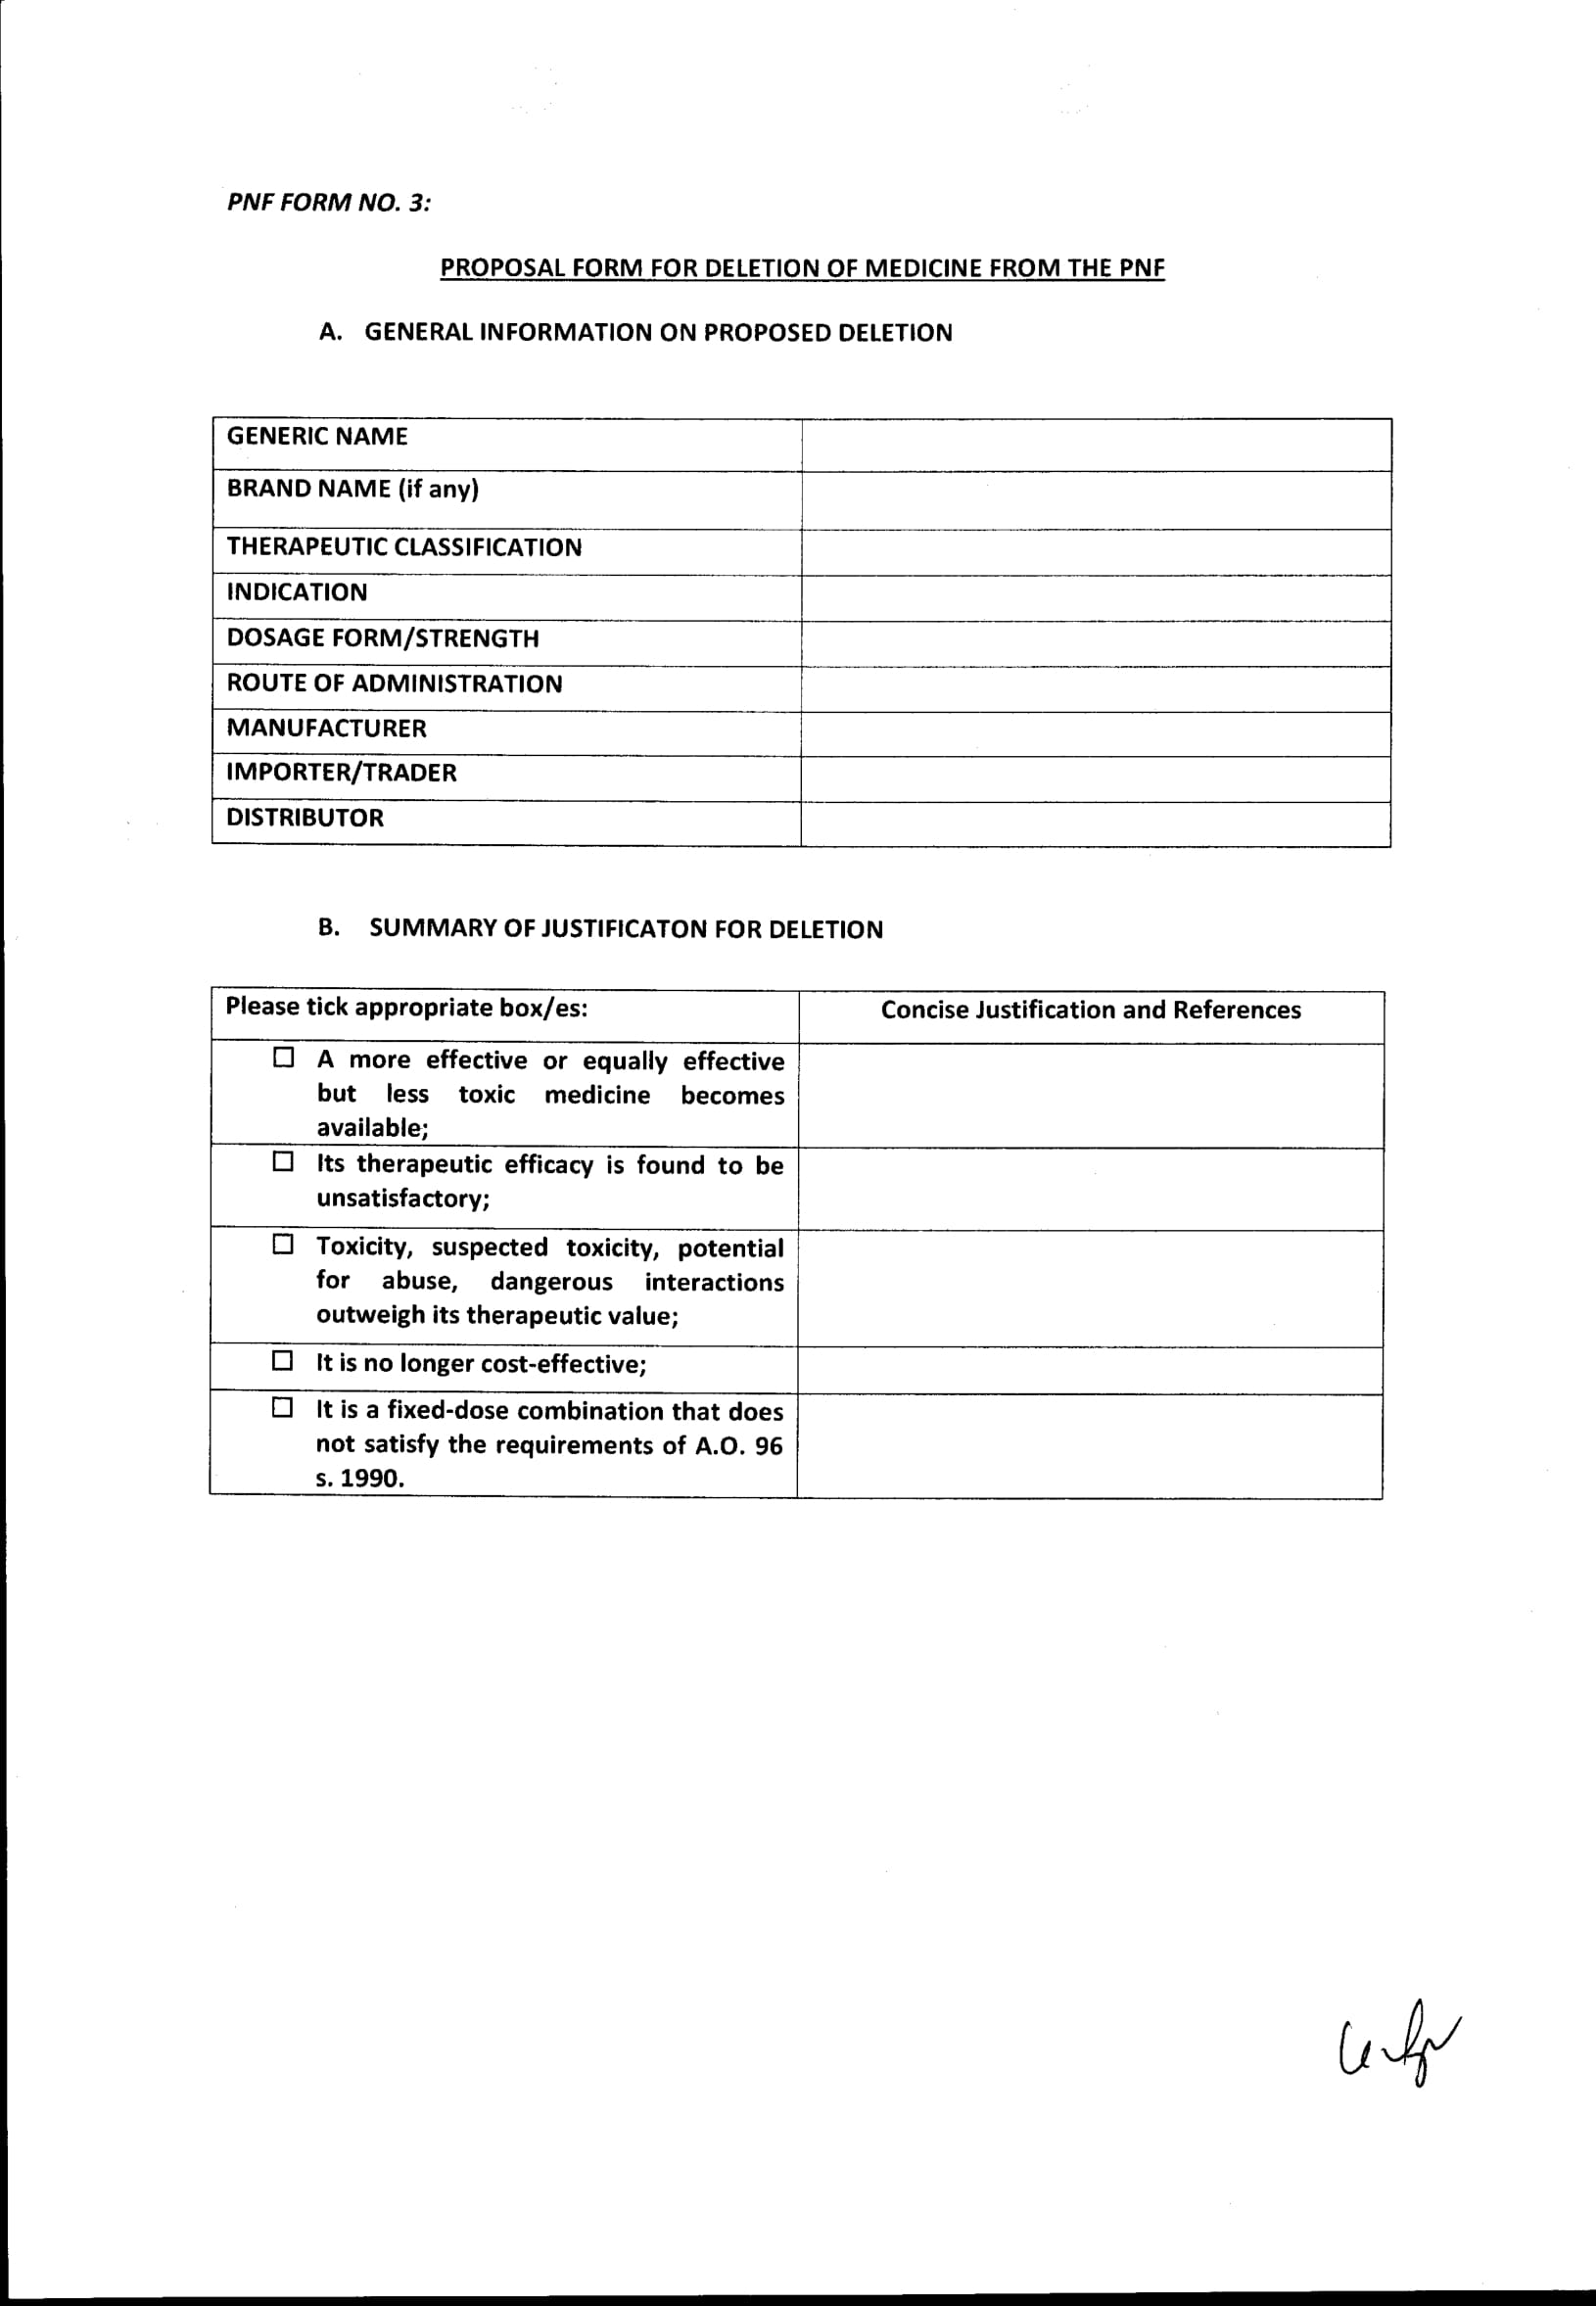 PNF FORM NO. 3:
PROPOSAL FORM FOR DELETION OF MEDICINE FROM THE PNF
A. GENERAL INFORMATION ON PROPOSED DELETION
GENERIC NAME
BRAND NAME (if any)
THERAPEUTIC CLASSIFICATION
INDICATION
DOSAGE FORM/STRENGTH
ROUTE OF ADMINISTRATION
MANUFACTURER
IMPORTER/TRADER
DISTRIBUTOR
B. SUMMARY OF JUSTIFICATON FOR DELETION
Please tick appropriate box/es:
Concise Justification and References
☐ A more effective or equally effective
but less toxic medicine becomes
available;
☐ Its therapeutic efficacy is found to be
unsatisfactory;
☐ Toxicity, suspected toxicity, potential
for abuse, dangerous interactions
outweigh its therapeutic value;
☐ It is no longer cost-effective;
☐ It is a fixed-dose combination that does
not satisfy the requirements of A.O. 96
s. 1990.